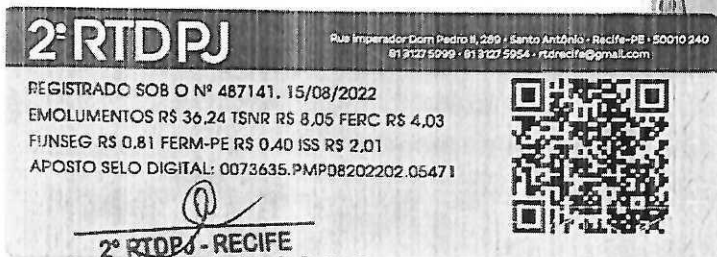 2º RTDPJ
Rua Imperador Dom Pedro II, 289 • Santo Antônio • Recife-PE • 50010 240
81 3127 5999 • 81 3127 5954 • rtdrecife@gmail.com
REGISTRADO SOB O Nº 487141. 15/08/2022
EMOLUMENTOS R$ 36,24 TSNR R$ 8,05 FERC R$ 4,03
FUNSEG R$ 0.81 FERM-PE R$ 0,40 ISS R$ 2,01
APOSTO SELO DIGITAL: 0073635.PMP08202202.05471
2º RTDPJ - RECIFE